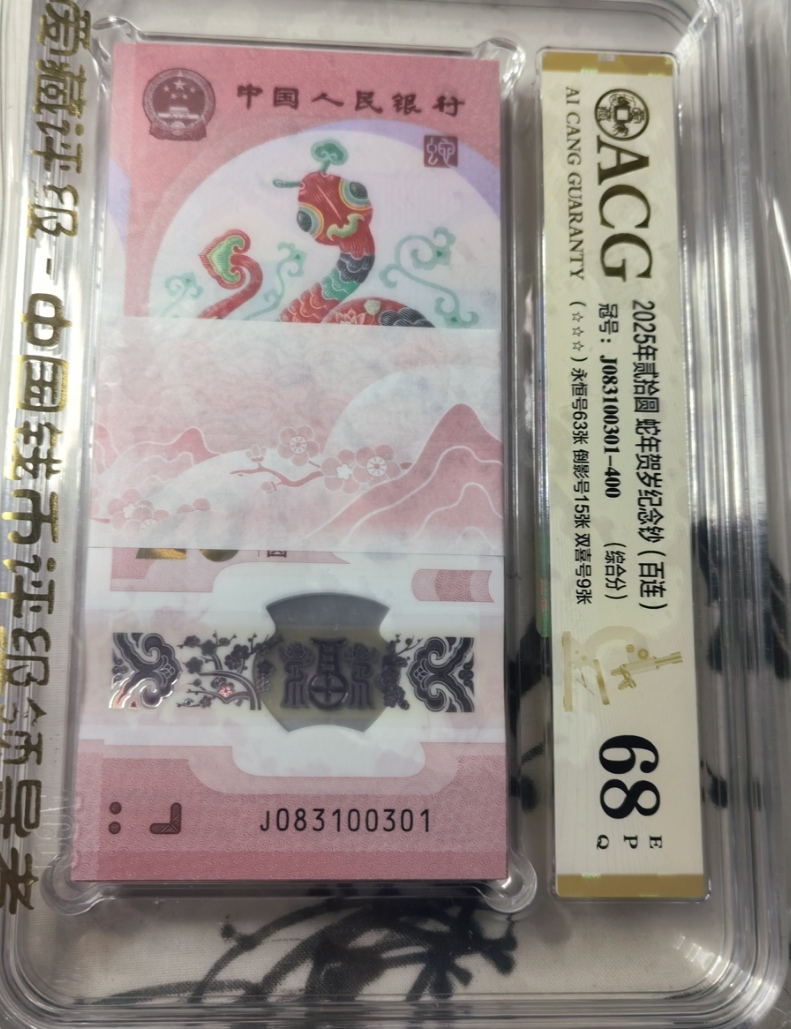 爱藏评级-中国钱币评级领导者
中国人民银行
J083100301
ACG
AI CANG GUARANTY
2025年贰拾圆 蛇年贺岁纪念钞（百连）
冠号：J083100301-400 （综合分）
（☆☆☆）永恒号63张 倒影号15张 双喜号9张
68
E
P
Q